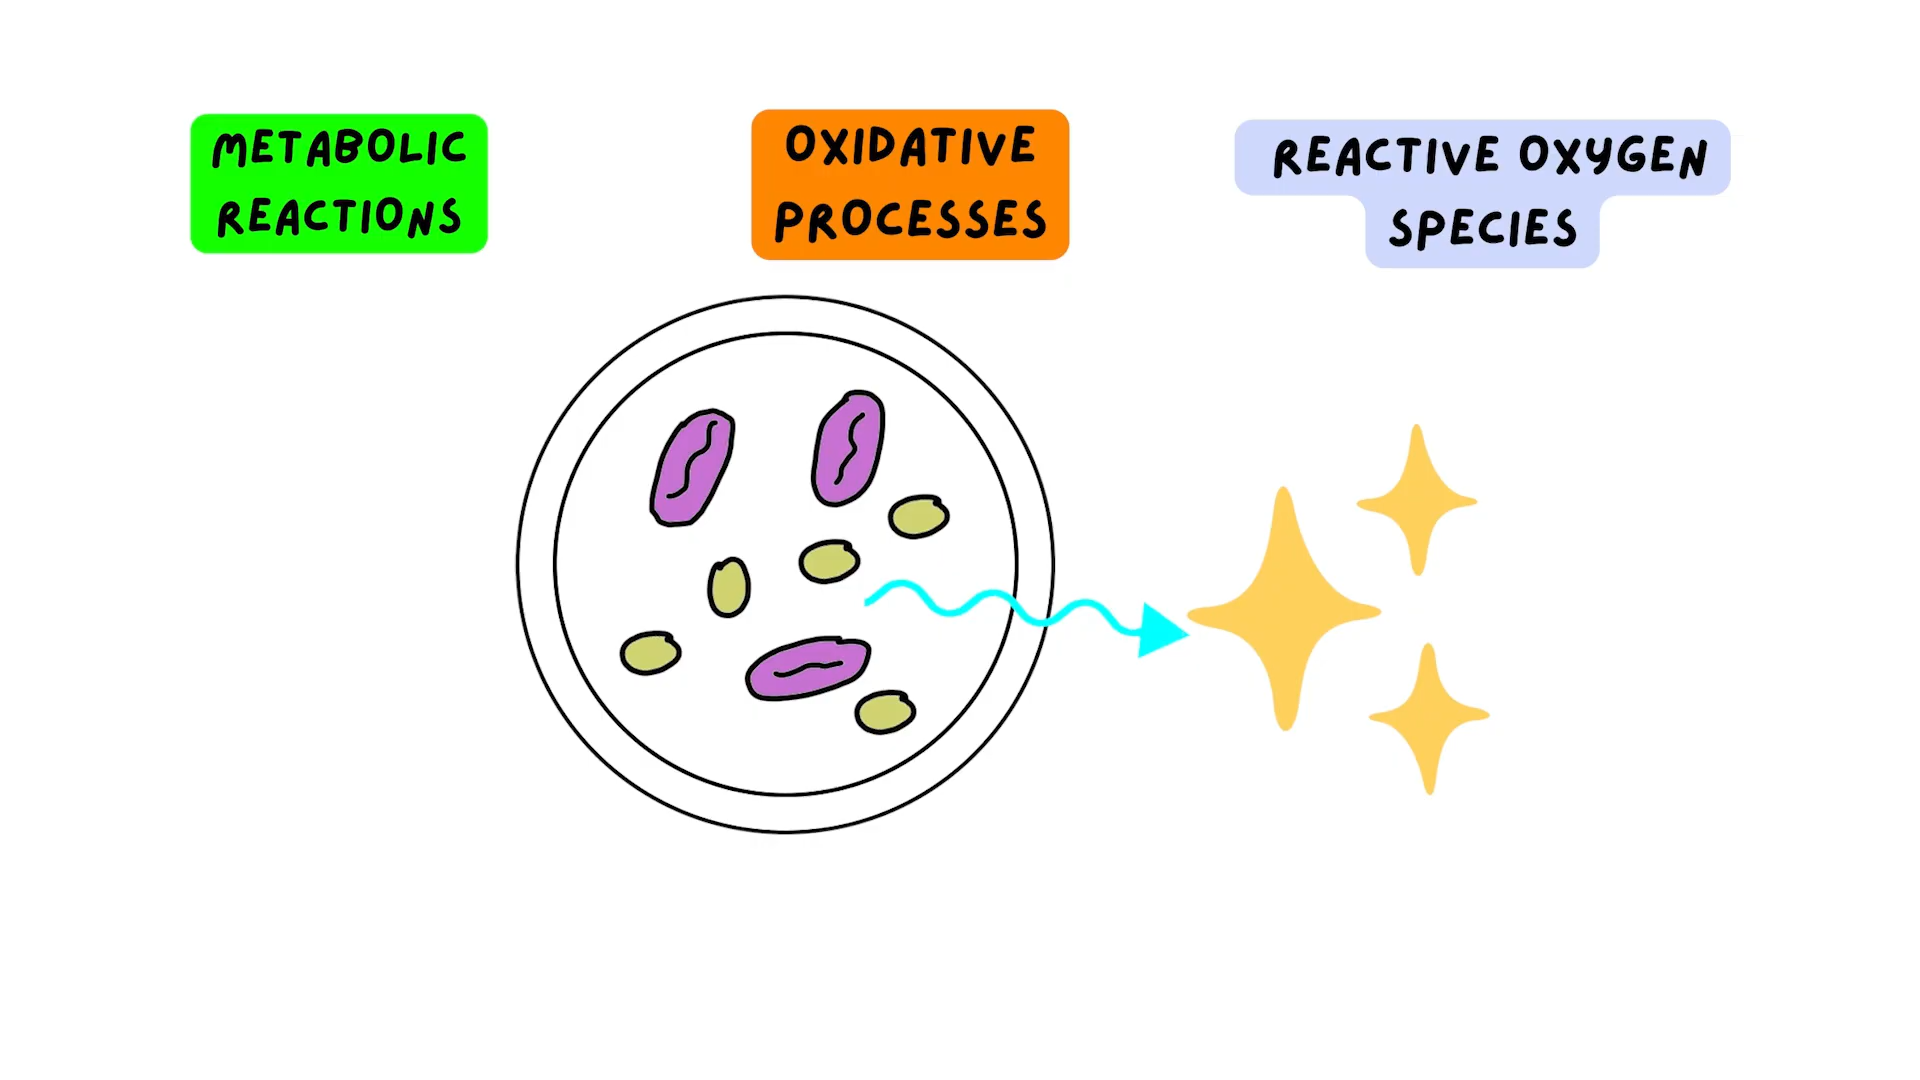 METABOLIC
REACTIONS
OXIDATIVE
PROCESSES
REACTIVE OXYGEN
SPECIES